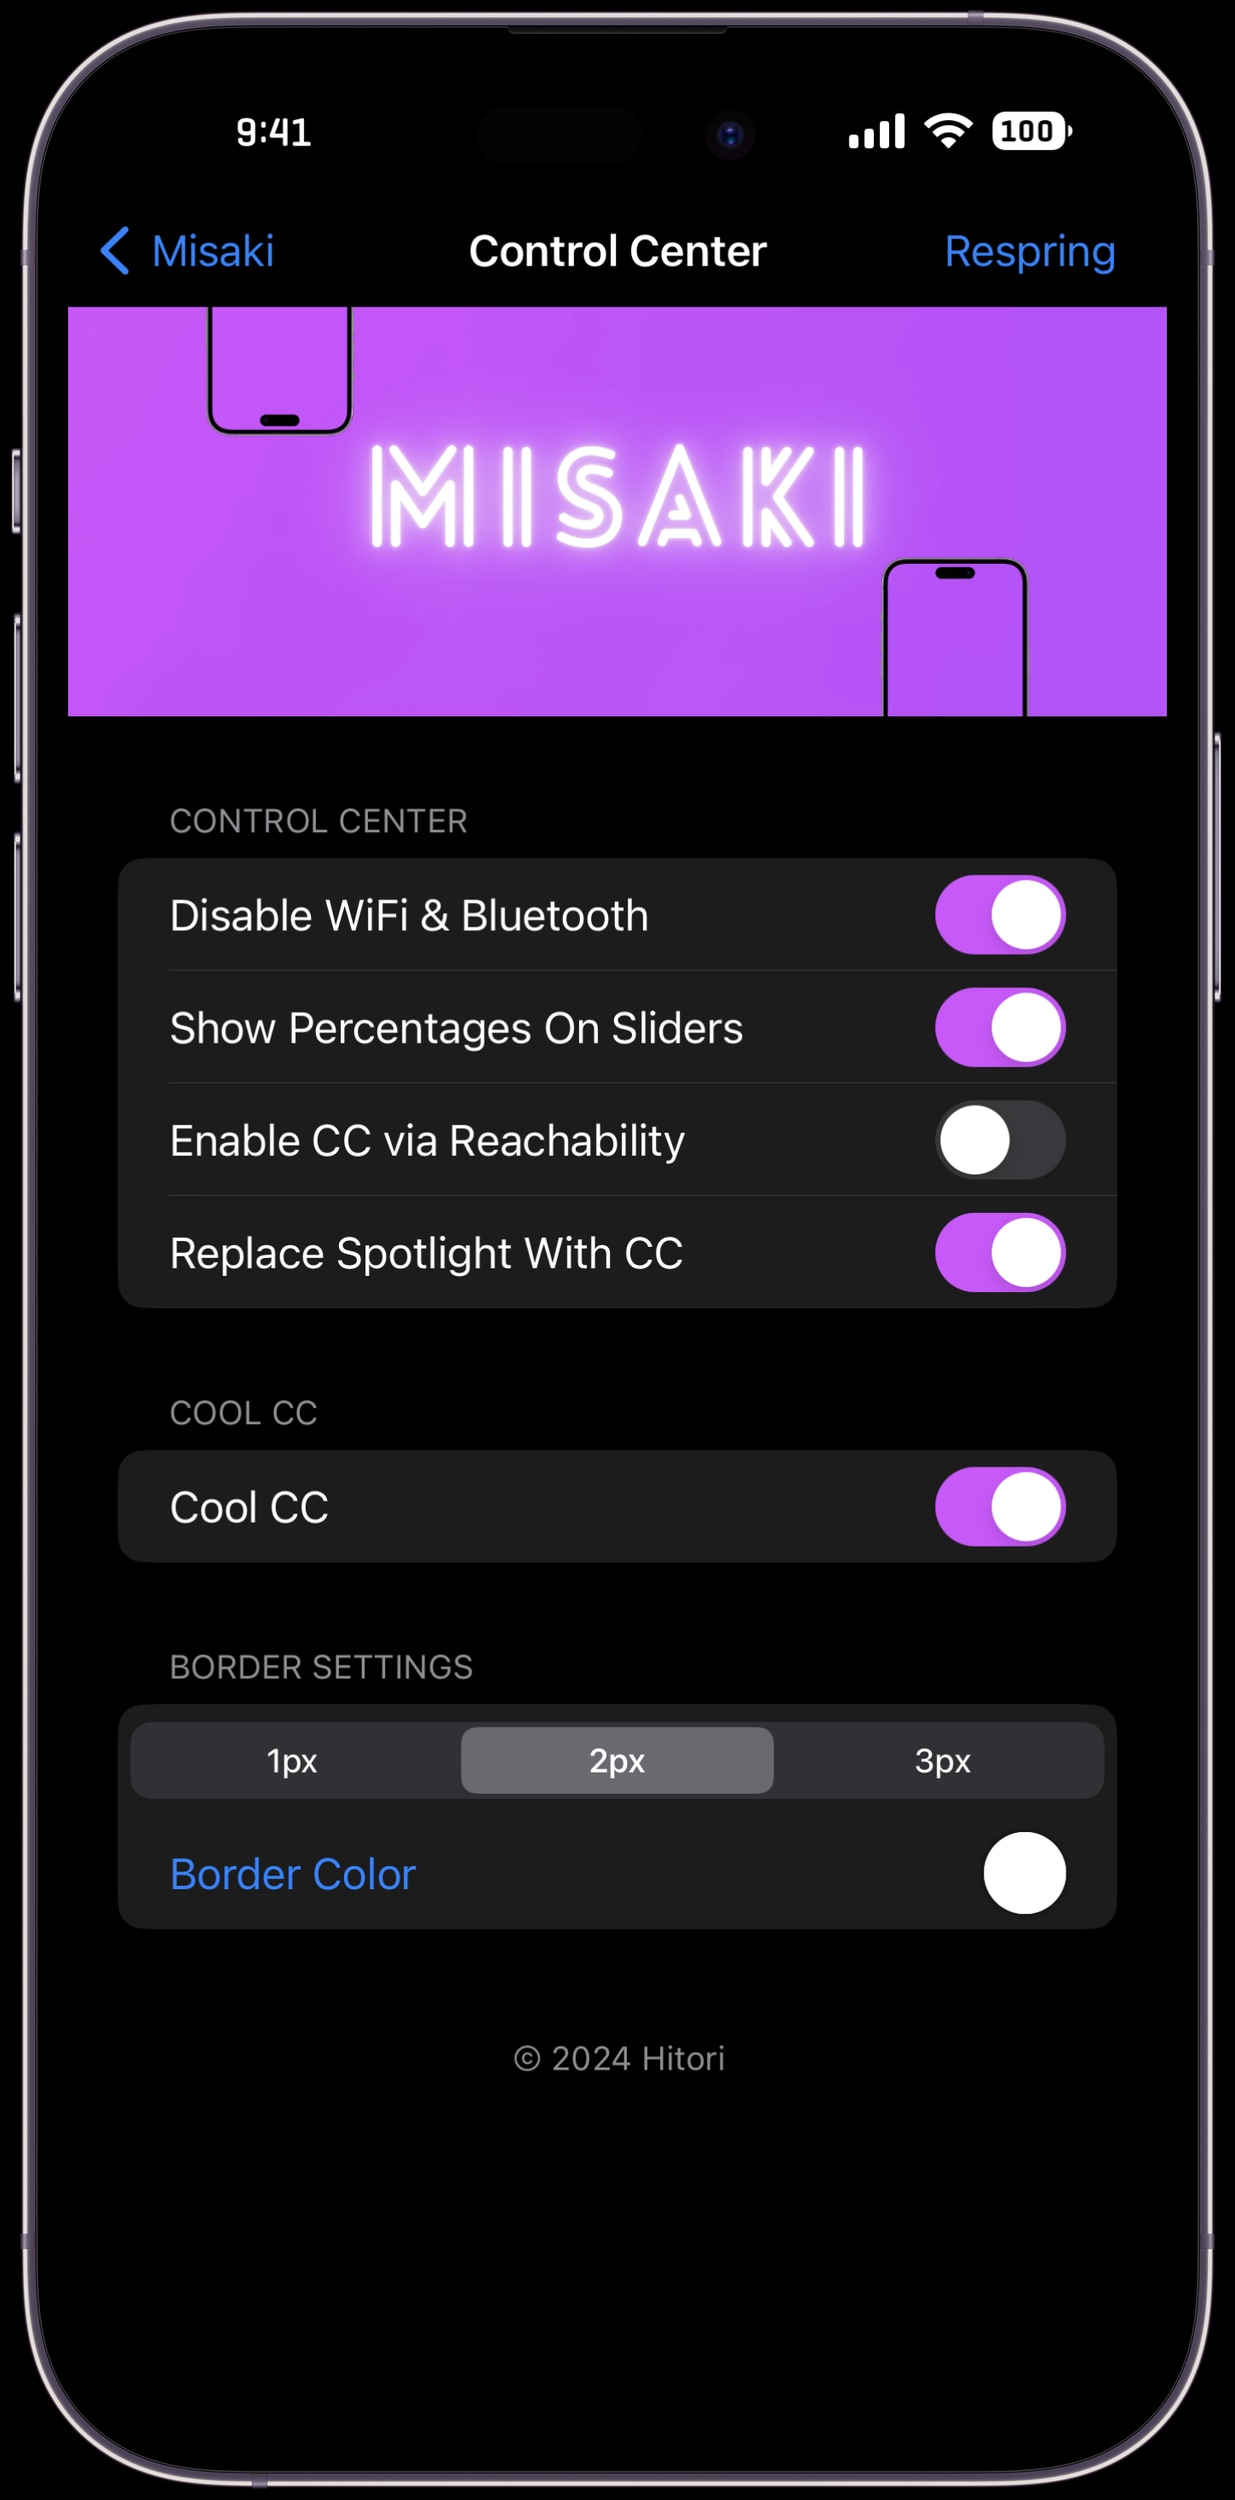 9:41 100
Misaki Control Center Respring
MISAKI
CONTROL CENTER
Disable WiFi & Bluetooth
Show Percentages On Sliders
Enable CC via Reachability
Replace Spotlight With CC
COOL CC
Cool CC
BORDER SETTINGS
1px 2px 3px
Border Color
© 2024 Hitori